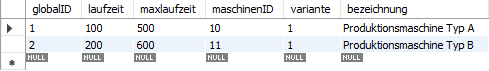 globalID laufzeit maxlaufzeit maschinenID variante bezeichnung
1 100 500 10 1 Produktionsmaschine Typ A
2 200 600 11 1 Produktionsmaschine Typ B
NULL NULL NULL NULL NULL NULL